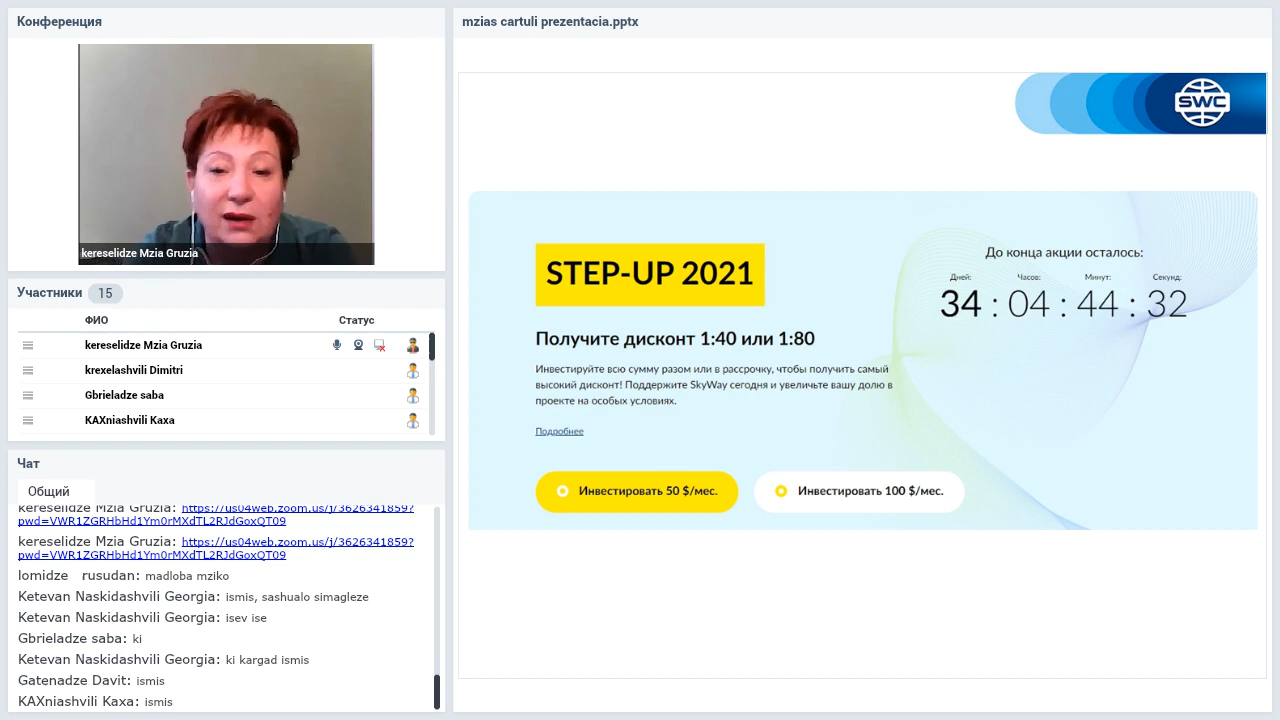 Конференция
kereselidze Mzia Gruzia
Участники 15
ФИО Статус
kereselidze Mzia Gruzia
krexelashvili Dimitri
Gbrieladze saba
KAXniashvili Kaxa
Чат
Общий
kereselidze Mzia Gruzia: https://us04web.zoom.us/j/3626341859?
pwd=VWR1ZGRHbHd1Ym0rMXdTL2RJdGoxQT09
kereselidze Mzia Gruzia: https://us04web.zoom.us/j/3626341859?
pwd=VWR1ZGRHbHd1Ym0rMXdTL2RJdGoxQT09
lomidze rusudan: madloba mziko
Ketevan Naskidashvili Georgia: ismis, sashualo simagleze
Ketevan Naskidashvili Georgia: isev ise
Gbrieladze saba: ki
Ketevan Naskidashvili Georgia: ki kargad ismis
Gatenadze Davit: ismis
KAXniashvili Kaxa: ismis
mzias cartuli prezentacia.pptx
SWC
STEP-UP 2021
Получите дисконт 1:40 или 1:80
Инвестируйте всю сумму разом или в рассрочку, чтобы получить самый
высокий дисконт! Поддержите SkyWay сегодня и увеличьте вашу долю в
проекте на особых условиях.
Подробнее
Инвестировать 50 $/мес. Инвестировать 100 $/мес.
До конца акции осталось:
Дней: Часов: Минут: Секунд:
34 : 04 : 44 : 32